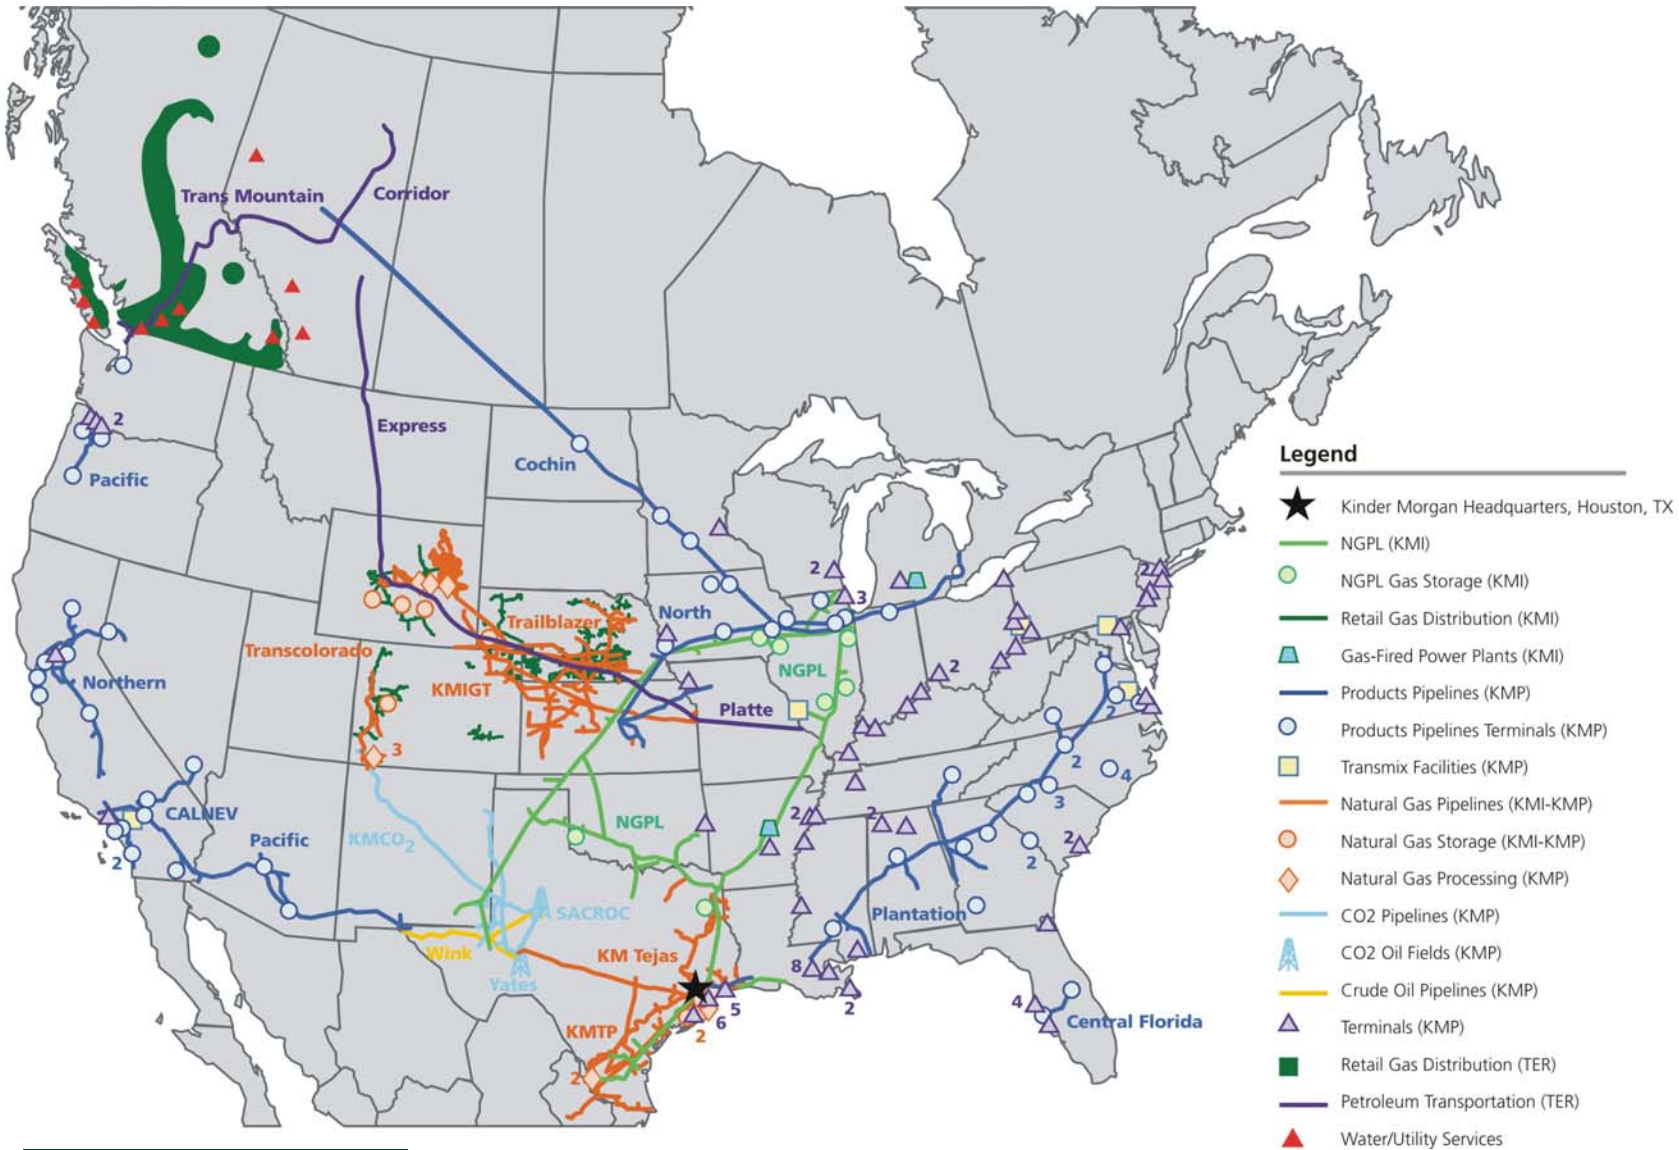 Trans Mountain
Corridor
Express
2
Pacific
Cochin
2
3
2
North
Trailblazer
Transcolorado
KMIGT
NGPL
2
Northern
Platte
2
3
2
4
CALNEV
3
NGPL
2
2
KMCO2
Pacific
2
2
2
SACROC
Plantation
Wink
KM Tejas
8
Yates
5
2
4
6
KMTP
2
Central Florida
2
Legend
Kinder Morgan Headquarters, Houston, TX
NGPL (KMI)
NGPL Gas Storage (KMI)
Retail Gas Distribution (KMI)
Gas-Fired Power Plants (KMI)
Products Pipelines (KMP)
Products Pipelines Terminals (KMP)
Transmix Facilities (KMP)
Natural Gas Pipelines (KMI-KMP)
Natural Gas Storage (KMI-KMP)
Natural Gas Processing (KMP)
CO2 Pipelines (KMP)
CO2 Oil Fields (KMP)
Crude Oil Pipelines (KMP)
Terminals (KMP)
Retail Gas Distribution (TER)
Petroleum Transportation (TER)
Water/Utility Services